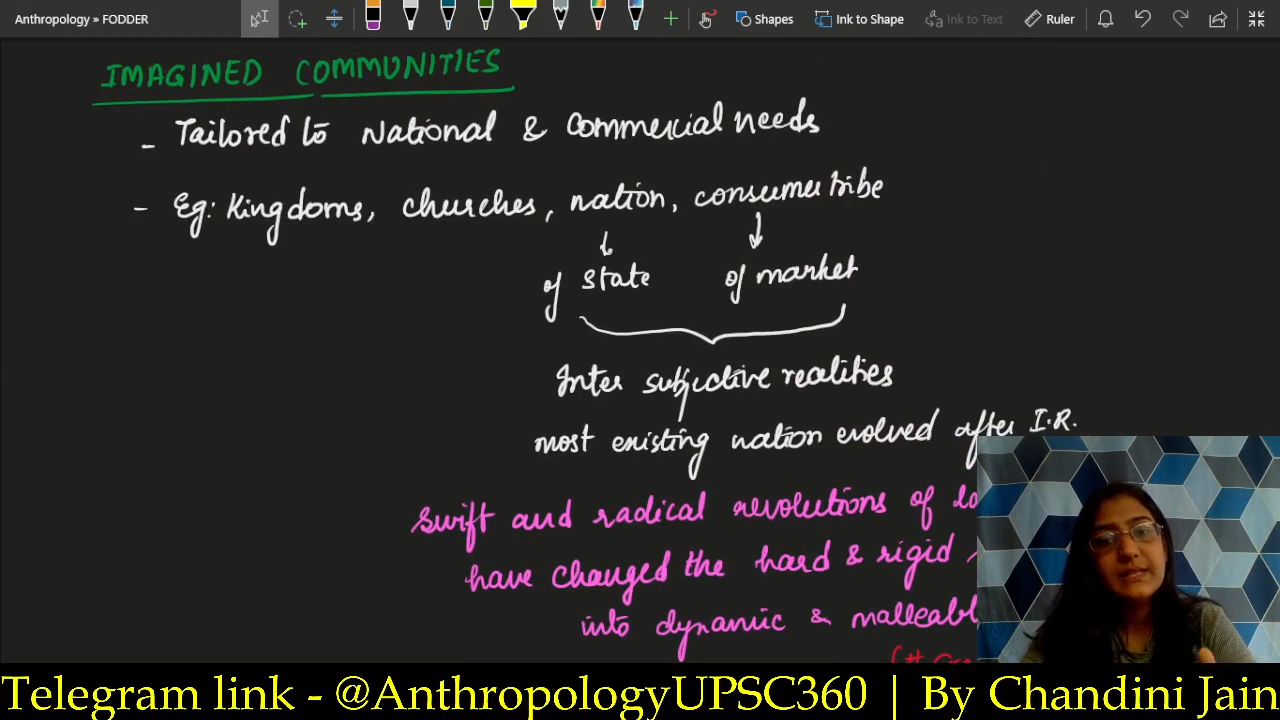 Anthropology » FODDER
Shapes Ink to Shape Ink to Text Ruler
IMAGINED COMMUNITIES
- Tailored to National & Commercial needs
- Eg: Kingdoms, churches, nation, consumer tribe
of state of market
Inter subjective realities
most existing nation evolved after I.R.
swift and radical revolutions of
have changed the hard & rigid
into dynamic &
Telegram link - @AnthropologyUPSC360 | By Chandini Jain